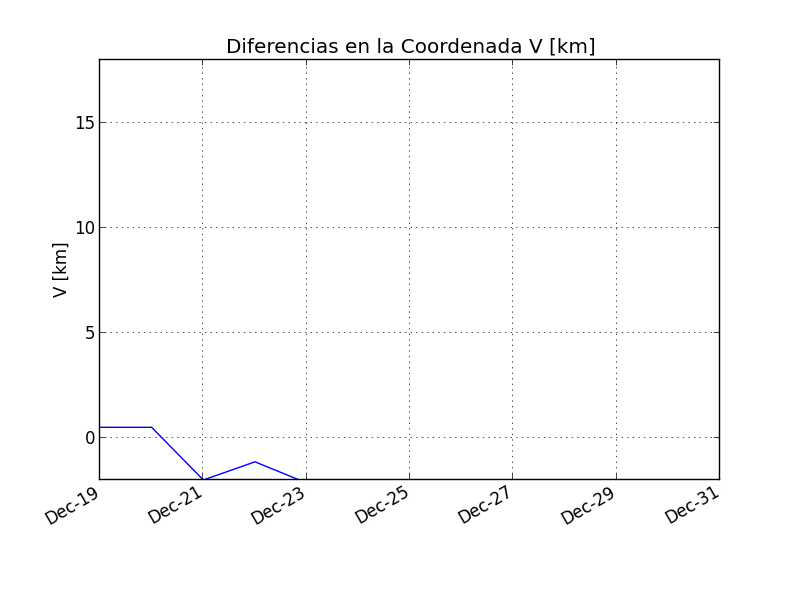 Diferencias en la Coordenada V [km]
15
10
5
0
V [km]
Dec-19
Dec-21
Dec-23
Dec-25
Dec-27
Dec-29
Dec-31